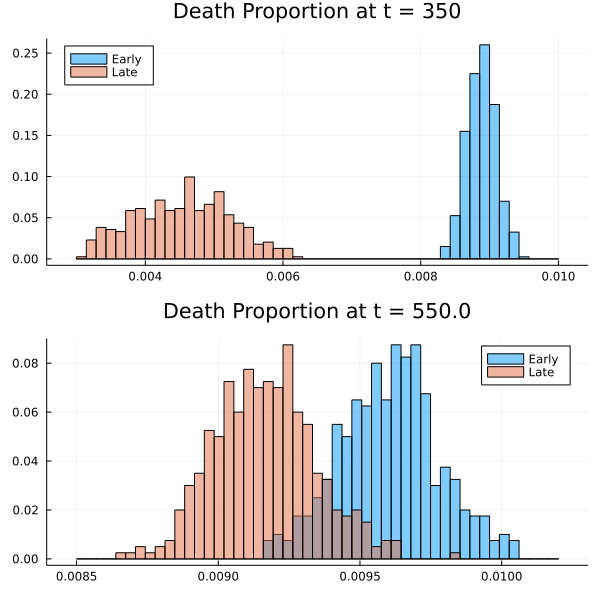 Death Proportion at t = 350
0.25
0.20
0.15
0.10
0.05
0.00
Early
Late
0.004 0.006 0.008 0.010
Death Proportion at t = 550.0
0.08
0.06
0.04
0.02
0.00
Early
Late
0.0085 0.0090 0.0095 0.0100